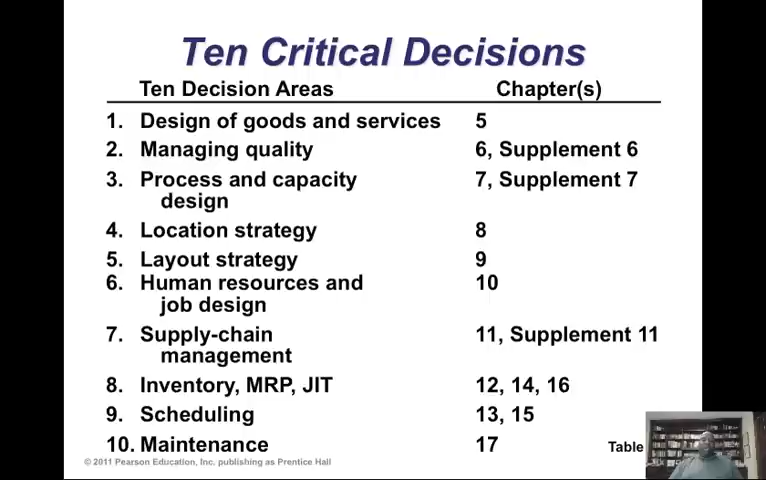 Ten Critical Decisions
Ten Decision Areas Chapter(s)
1. Design of goods and services 5
2. Managing quality 6, Supplement 6
3. Process and capacity 7, Supplement 7
design
4. Location strategy 8
5. Layout strategy 9
6. Human resources and 10
job design
7. Supply-chain 11, Supplement 11
management
8. Inventory, MRP, JIT 12, 14, 16
9. Scheduling 13, 15
10. Maintenance 17
Table
© 2011 Pearson Education, Inc. publishing as Prentice Hall